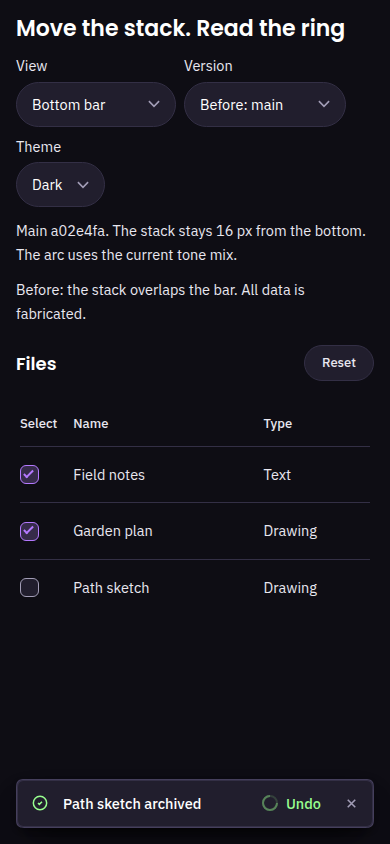 Move the stack. Read the ring
View Version
Bottom bar Before: main
Theme
Dark
Main a02e4fa. The stack stays 16 px from the bottom.
The arc uses the current tone mix.
Before: the stack overlaps the bar. All data is
fabricated.
Files Reset
Select Name Type
Field notes Text
Garden plan Drawing
Path sketch Drawing
Path sketch archived Undo